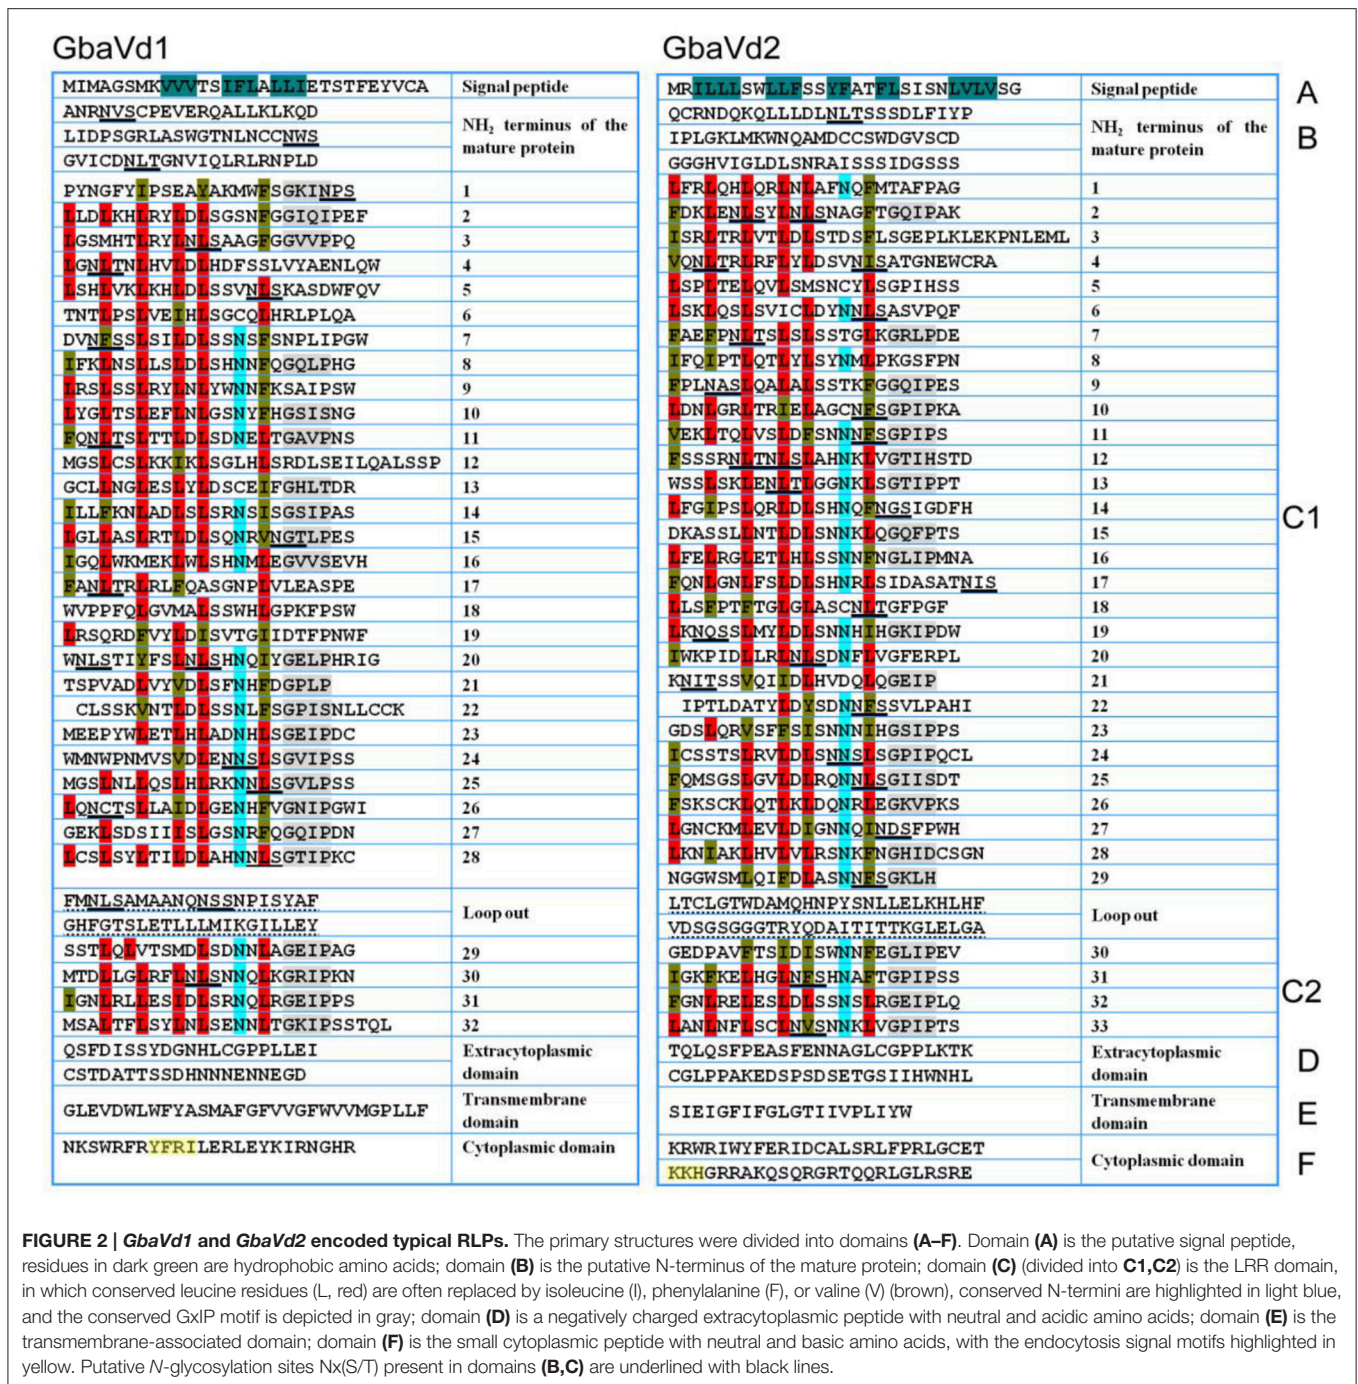 GbaVd1
MIMAGSMKVVVTSIFLALLIETSTFEYVCA Signal peptide
ANRNVSCPEVERQALLKLKQD
LIDPSGRLASWGTNLNCCNWS
GVICDNLTGNVIQLRLRNPLD
NH2 terminus of the
mature protein
PYNGFYIPSEAYAKMWFSGKINPS 1
LLDLKHLRYLDLSGSNFGGIQIPEF 2
LGSMHTLRYLNLSAAGFGGVVPPQ 3
LGNLTNLHVLDLHDFSSLVYAENLQW 4
LSHLVKLKHLDLSSVNLSKASDWFQV 5
TNTLPSLVEIHLSGCQLHRLPLQA 6
DVNFSSLSILDLSSNSFSNPLIPGW 7
IFKLNSLLSLDLSHNNFQGQLPHG 8
LRSLSSLRYLNLYWNNFKSAIPSW 9
LYGLTSLEFLNLGSNYFHGSISNG 10
FQNLTSLTTLDLSDNELTGAVPNS 11
MGSLCSLKKIKLSGLHLSRDLSEILQALSSP 12
GCLLNGLESLYLDSCEIFGHLTDR 13
ILLFKNLADLSLSRNSISGSIPAS 14
LGLLASLRTLDLSQNRVNGTLPES 15
IGQLWKMEKLWLSHNMLEGVVSEVH 16
FANLTRLRLFQASGNPLVLEASPE 17
WVPPFQLGVMALSSWHLGPKFPSW 18
LRSQRDFVYLDISVTGIIDTFPNWF 19
WNLSTIYFSLNLSHNQIYGELPHRIG 20
TSPVADLVYVDLSFNHFDGPLP 21
CLSSKVNTLDLSSNLFSGPISNLLCCK 22
MEEPYWLETLHLADNHLSGEIPDC 23
WMNWPNMVSVDLENNSLSGVIPSS 24
MGSLNLLQSLHLRKNNLSGVLPSS 25
LQNCTSLLAIDLGENHFVGNIPGWI 26
GEKLSDSIIISLGSNRFQGQIPDN 27
LCSLSYLTILDLAHNNLSGTIPKC 28
FMNLSAMAANQNSSNPISYAF
GHFGTSLETLLLMIKGILLEY
Loop out
SSTLQLVTSMDLSDNNLAGEIPAG 29
MTDLLGLRFLNLSNNQLKGRIPKN 30
IGNLRLLESIDLSRNQLRGEIPPS 31
MSALTFLSYLNLSENNLTGKIPSSTQL 32
QSFDISSYDGNHLCGPPLLEI
CSTDATTSSDHNNNENNEGD
Extracytoplasmic
domain
GLEVDWLWFYASMAFGFVVGFWVVMGPLLF
Transmembrane
domain
NKSWRFRYFRILERLEYKIRNGHR Cytoplasmic domain
GbaVd2
MRILLLSWLLFSSYFATFLSISNLVLVSG Signal peptide A
QCRNDQKQLLLDLNLTSSSDLFIYP
IPLGKLMKWNQAMDCCSWDGVSCD
GGGHVIGLDLSNRAISSSIDGSSS
NH2 terminus of the
mature protein
B
LFRLQHLQRLNLAFNQFMTAFPAG 1
FDKLENLSYLNLSNAGFTGQIPAK 2
ISRLTRLVTLDLSTDSFLSGEPLKLEKPNLEML 3
VQNLTRLRFLYLDSVNISATGNEWCRA 4
LSPLTELQVLSMSNCYLSGPIHSS 5
LSKLQSLSVICLDYNNLSASVPQF 6
FAEFPNLTSLSLSSTGLKGRLPDE 7
IFQIPTLQTLYLSYNMLPKGSFPN 8
FPLNASLQALALSSTKFGGQIPES 9
LDNLGRLTRIELAGCNFSGPIPKA 10
VEKLTQLVSLDFSNNNFSGPIPS 11
FSSSRNLTNLSLAHNKLVGTIHSTD 12
WSSLSKLENLTLGGNKLSGTIPPT 13
LFGIPSLQRLDLSHNQFNGSIGDFH 14
DKASSLLNTLDLSNNKLQGQFPTS 15
LFELRGLETLHLSSNNFNGLIPMNA 16
FQNLGNLFSLDLSHNRLSIDASATNIS 17
LLSFPTFTGLGLASCNLTGFPGF 18
LKNQSSLMYLDLSNNHIHGKIPDW 19
IWKPIDLLRLNLSDNFLVGFERPL 20
KNITSSVQIIDLHVDQLQGEIP 21
IPTLDATYLDYSDNNFSSVLPAHI 22
GDSLQRVSFFSISNNNIHGSIPPS 23
ICSSTSLRVLDLSNNSLSGPIPQCL 24
FQMSGSLGVLDLRQNNLSGIISDT 25
FSKSCKLQTLKLDQNRLEGKVPKS 26
LGNCKMLEVLDIGNNQINDSFPWH 27
LKNIAKLHVLVLRSNKFNGHIDCSGN 28
NGGWSMLQIFDLASNNFSGKLH 29
C1
LTCLGTWDAMQHNPYSNLLELKHLHF
VDSGSGGGTRYQDAITITTKGLELGA
Loop out
GEDPAVFTSIDISWNNFEGLIPEV 30
IGKFKELHGLNFSHNAFTGPIPSS 31
FGNLRELESLDLSSNSLRGEIPLQ 32
LANLNFLSCLNVSNNKLVGPIPTS 33
C2
TQLQSFPEASFENNAGLCGPPLKTK
CGLPPAKEDSPSDSETGSIIHWNHL
Extracytoplasmic
domain
D
SIEIGFIFGLGTIIVPLIYW
Transmembrane
domain
E
KRWRIWYFERIDCALSRLFPRLGCET
KKHGRRAKQSQRGRTQQRLGLRSRE
Cytoplasmic domain
F
FIGURE 2 | GbaVd1 and GbaVd2 encoded typical RLPs. The primary structures were divided into domains (A–F). Domain (A) is the putative signal peptide,
residues in dark green are hydrophobic amino acids; domain (B) is the putative N-terminus of the mature protein; domain (C) (divided into C1,C2) is the LRR domain,
in which conserved leucine residues (L, red) are often replaced by isoleucine (I), phenylalanine (F), or valine (V) (brown), conserved N-termini are highlighted in light blue,
and the conserved GxIP motif is depicted in gray; domain (D) is a negatively charged extracytoplasmic peptide with neutral and acidic amino acids; domain (E) is the
transmembrane-associated domain; domain (F) is the small cytoplasmic peptide with neutral and basic amino acids, with the endocytosis signal motifs highlighted in
yellow. Putative N-glycosylation sites Nx(S/T) present in domains (B,C) are underlined with black lines.